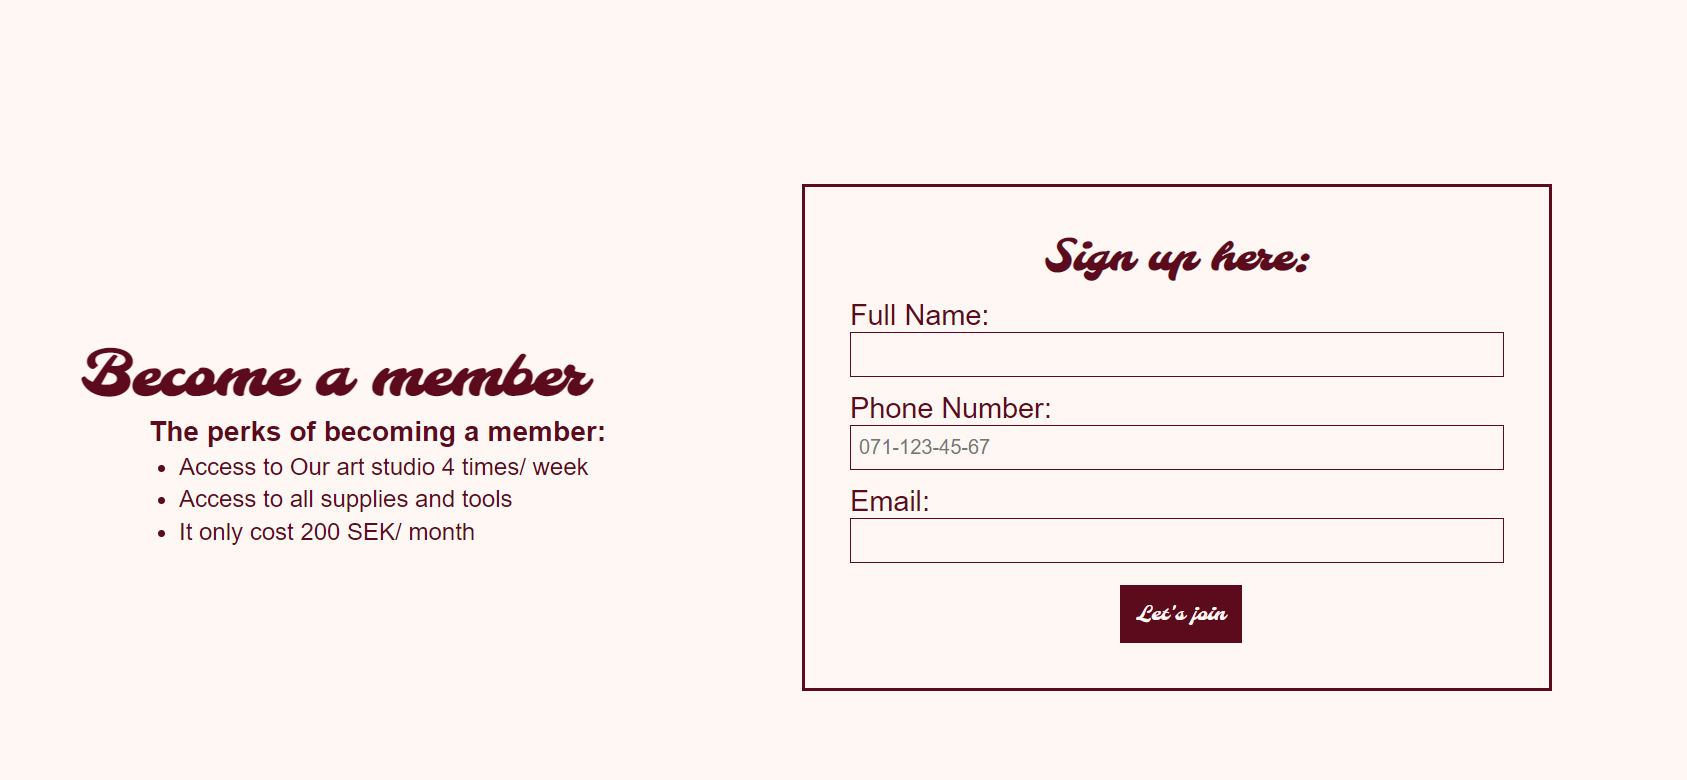 Become a member
The perks of becoming a member:
Access to Our art studio 4 times/ week
Access to all supplies and tools
It only cost 200 SEK/ month
Sign up here:
Full Name:
Phone Number:
071-123-45-67
Email:
Let's join